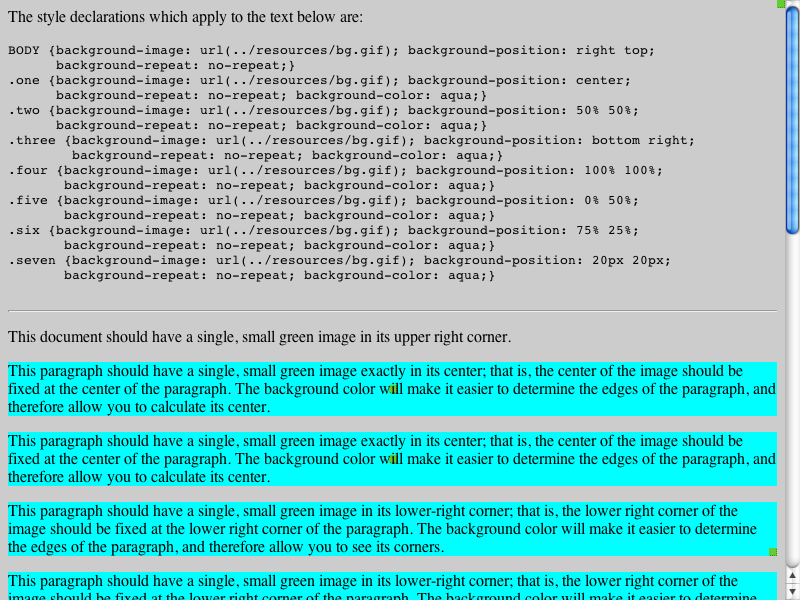 The style declarations which apply to the text below are:
BODY {background-image: url(../resources/bg.gif); background-position: right top;
background-repeat: no-repeat;}
.one {background-image: url(../resources/bg.gif); background-position: center;
background-repeat: no-repeat; background-color: aqua;}
.two {background-image: url(../resources/bg.gif); background-position: 50% 50%;
background-repeat: no-repeat; background-color: aqua;}
.three {background-image: url(../resources/bg.gif); background-position: bottom right;
background-repeat: no-repeat; background-color: aqua;}
.four {background-image: url(../resources/bg.gif); background-position: 100% 100%;
background-repeat: no-repeat; background-color: aqua;}
.five {background-image: url(../resources/bg.gif); background-position: 0% 50%;
background-repeat: no-repeat; background-color: aqua;}
.six {background-image: url(../resources/bg.gif); background-position: 75% 25%;
background-repeat: no-repeat; background-color: aqua;}
.seven {background-image: url(../resources/bg.gif); background-position: 20px 20px;
background-repeat: no-repeat; background-color: aqua;}
This document should have a single, small green image in its upper right corner.
This paragraph should have a single, small green image exactly in its center; that is, the center of the image should be
fixed at the center of the paragraph. The background color will make it easier to determine the edges of the paragraph, and
therefore allow you to calculate its center.
This paragraph should have a single, small green image exactly in its center; that is, the center of the image should be
fixed at the center of the paragraph. The background color will make it easier to determine the edges of the paragraph, and
therefore allow you to calculate its center.
This paragraph should have a single, small green image in its lower-right corner; that is, the lower right corner of the
image should be fixed at the lower right corner of the paragraph. The background color will make it easier to determine
the edges of the paragraph, and therefore allow you to see its corners.
This paragraph should have a single, small green image in its lower-right corner; that is, the lower right corner of the
image should be fixed at the lower right corner of the paragraph. The background color will make it easier to determine